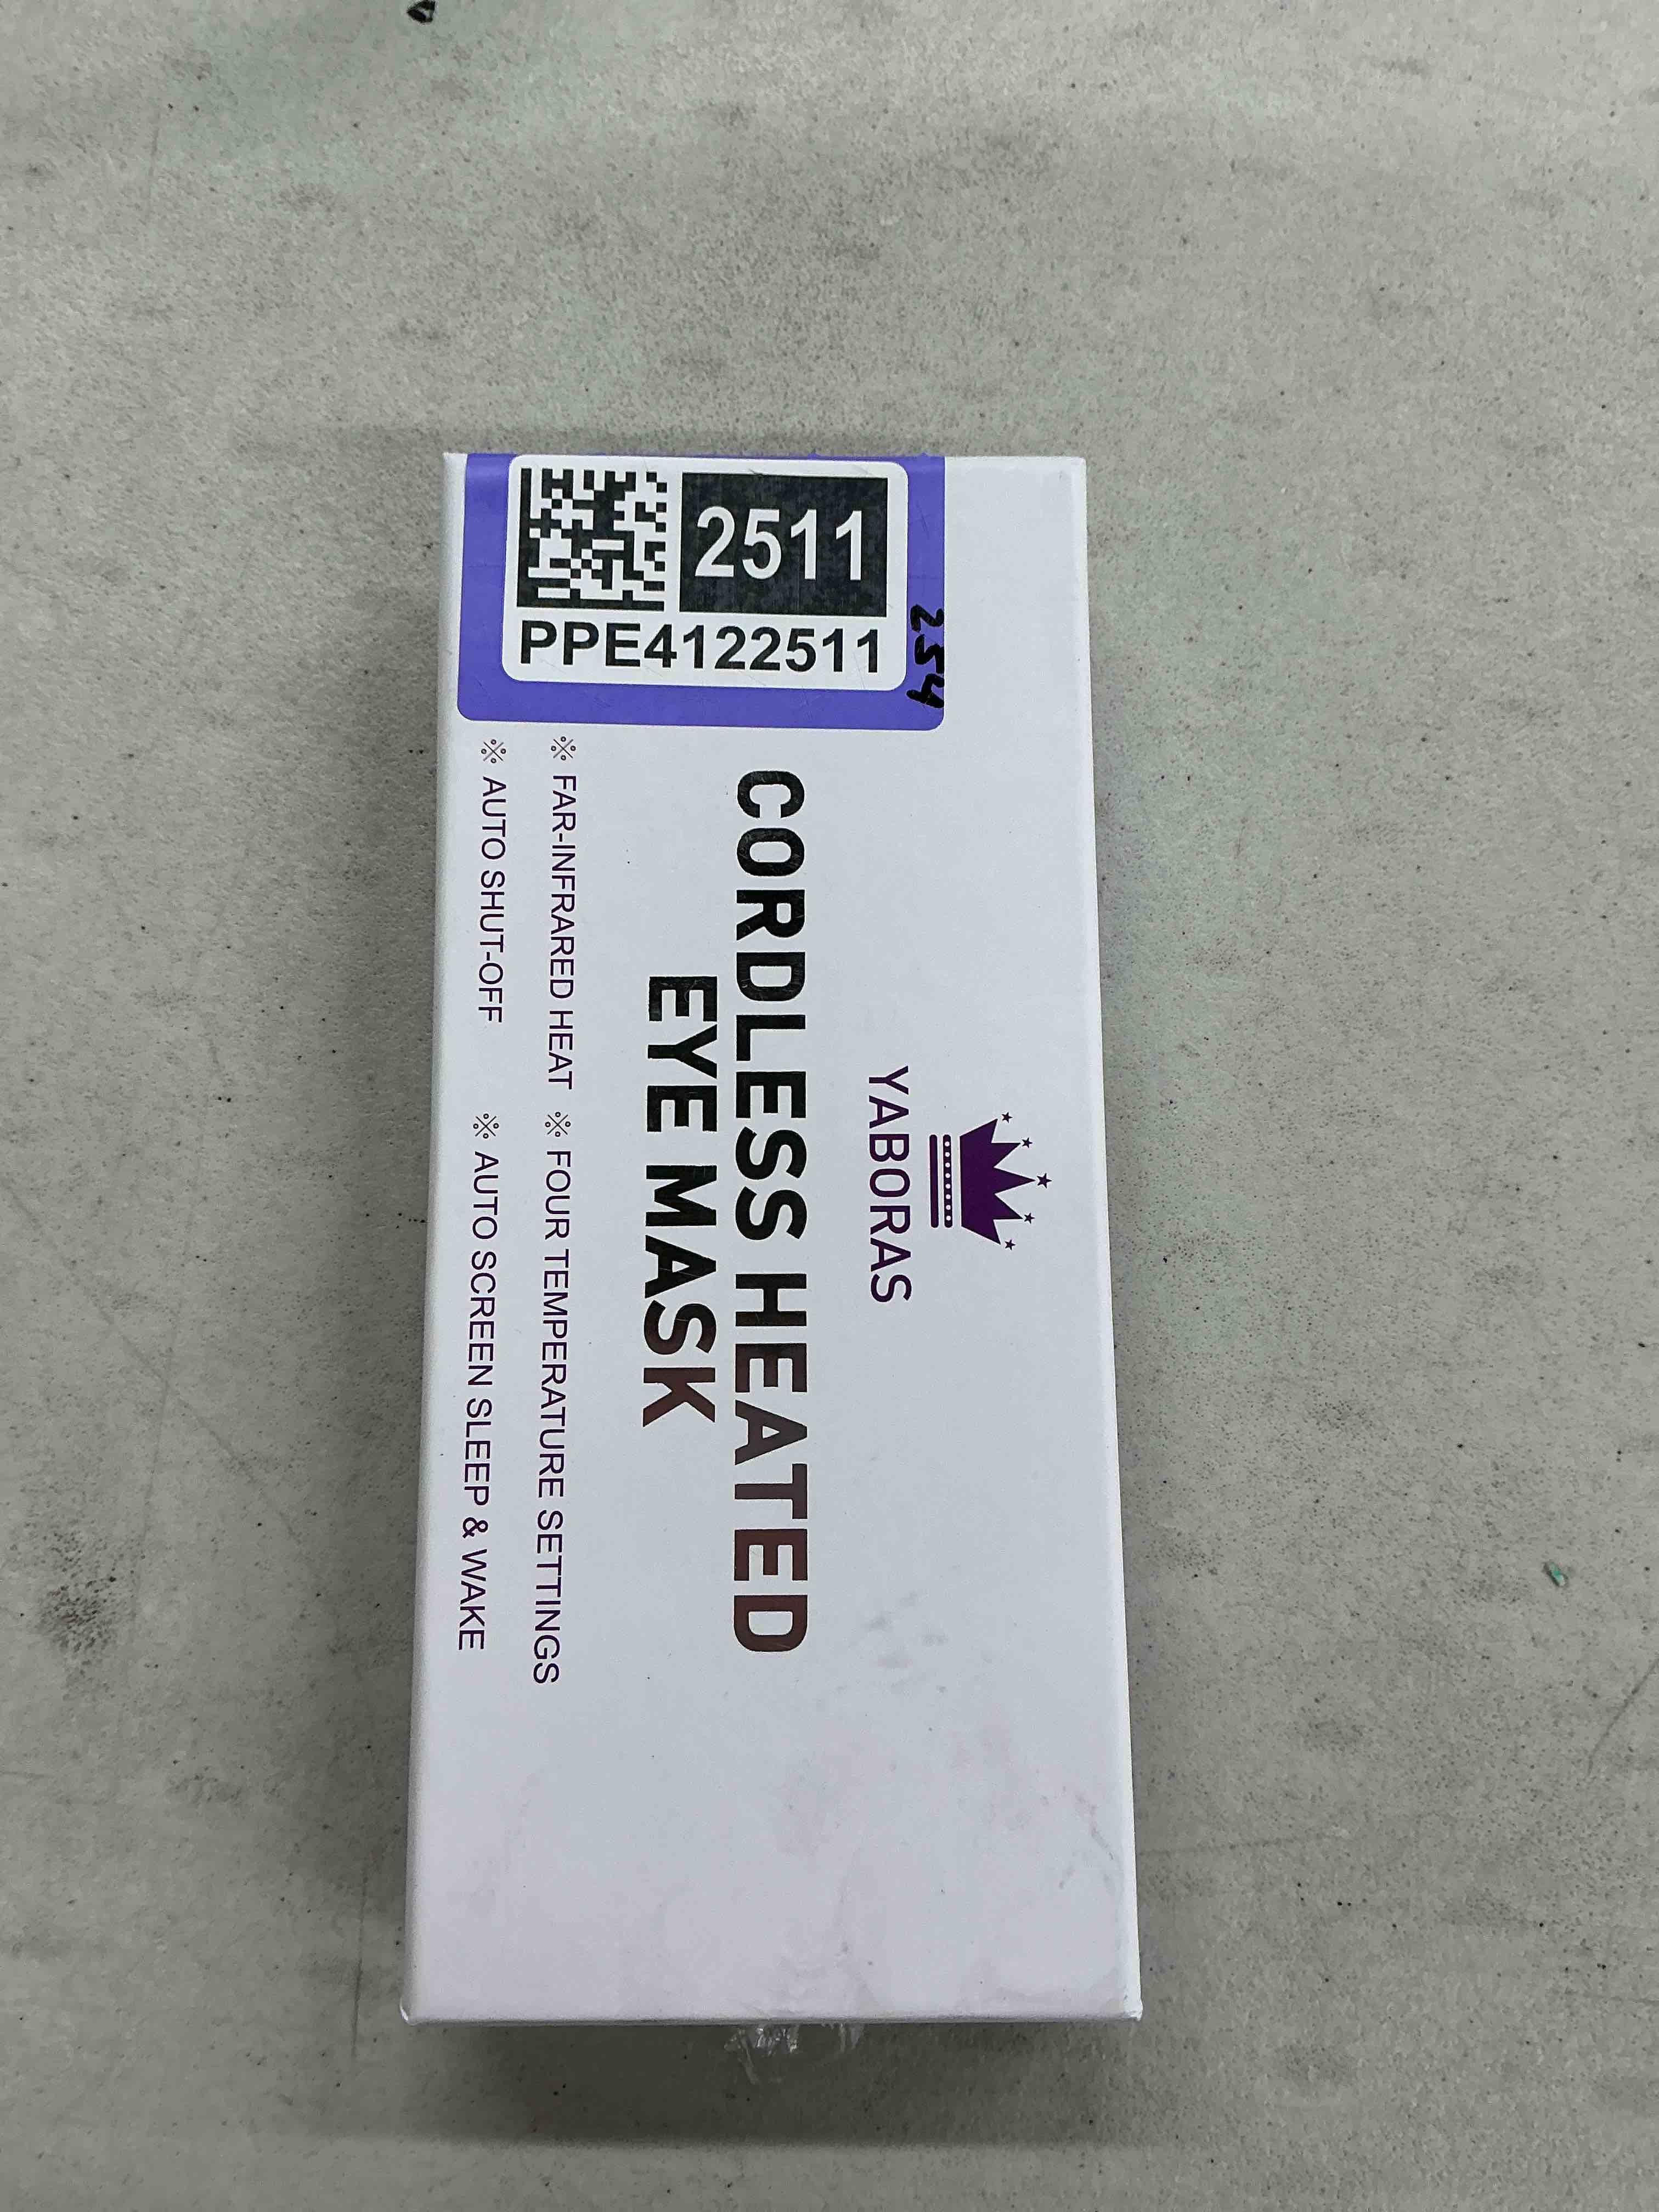 2511
PPE4122511
254
YABORAS
CORDLESS HEATED
EYE MASK
※ FAR-INFRARED HEAT ※ FOUR TEMPERATURE SETTINGS
※ AUTO SHUT-OFF ※ AUTO SCREEN SLEEP & WAKE